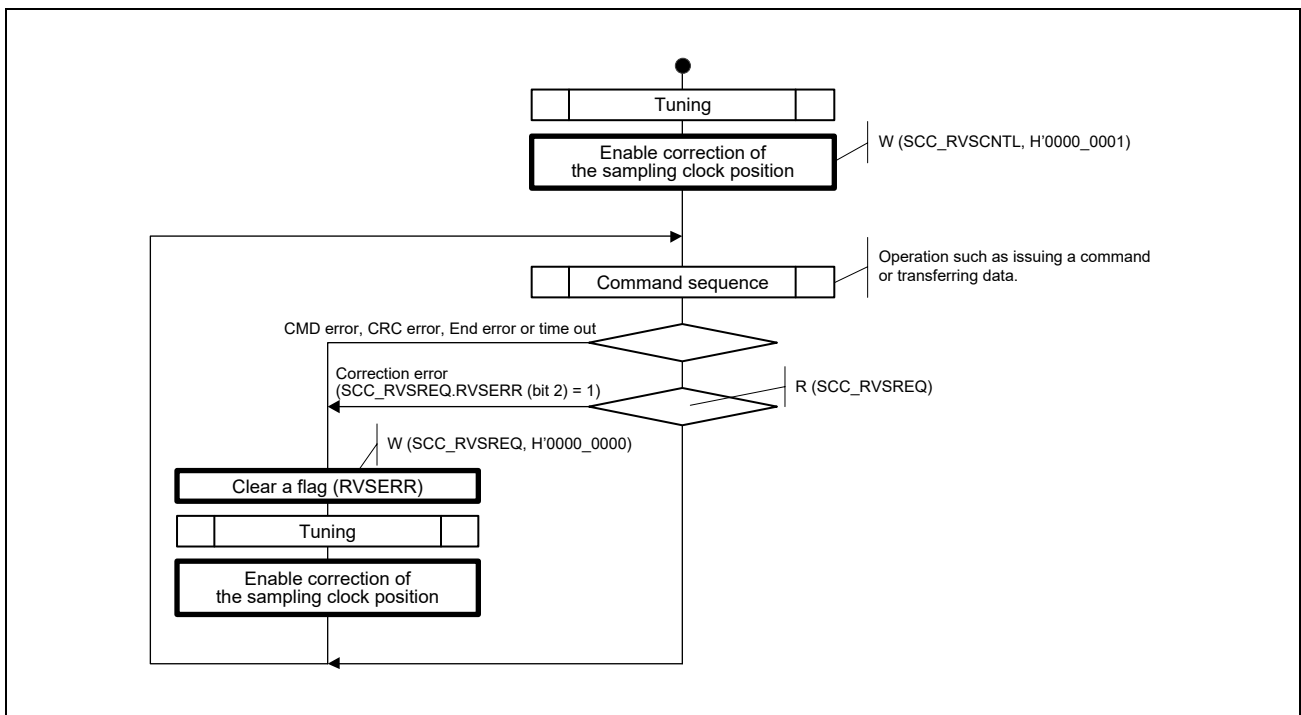 Tuning
Enable correction of
the sampling clock position
W (SCC_RVSCNTL, H'0000_0001)
Operation such as issuing a command
or transferring data.
Command sequence
CMD error, CRC error, End error or time out
Correction error
(SCC_RVSREQ.RVSERR (bit 2) = 1)
R (SCC_RVSREQ)
W (SCC_RVSREQ, H'0000_0000)
Clear a flag (RVSERR)
Tuning
Enable correction of
the sampling clock position